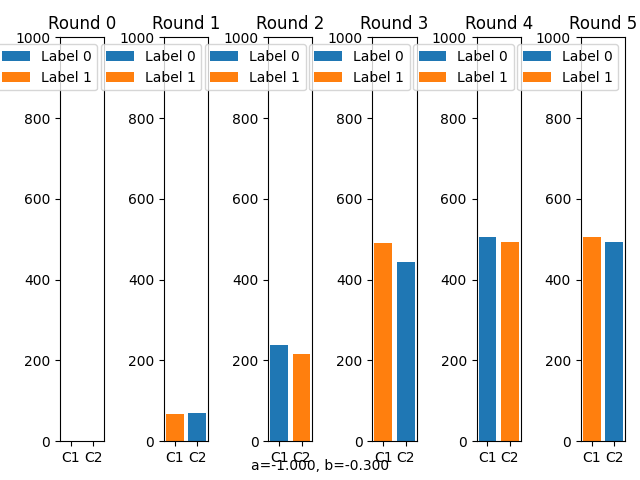 Round 0 Round 1 Round 2 Round 3 Round 4 Round 5
1000 1000 1000 1000 1000 1000
Label 0 Label 0 Label 0 Label 0 Label 0 Label 0
Label 1 Label 1 Label 1 Label 1 Label 1 Label 1
800 800 800 800 800 800
600 600 600 600 600 600
400 400 400 400 400 400
200 200 200 200 200 200
0 0 0 0 0 0
C1 C2 C1 C2 C1 C2 C1 C2 C1 C2 C1 C2
a=-1.000, b=-0.300